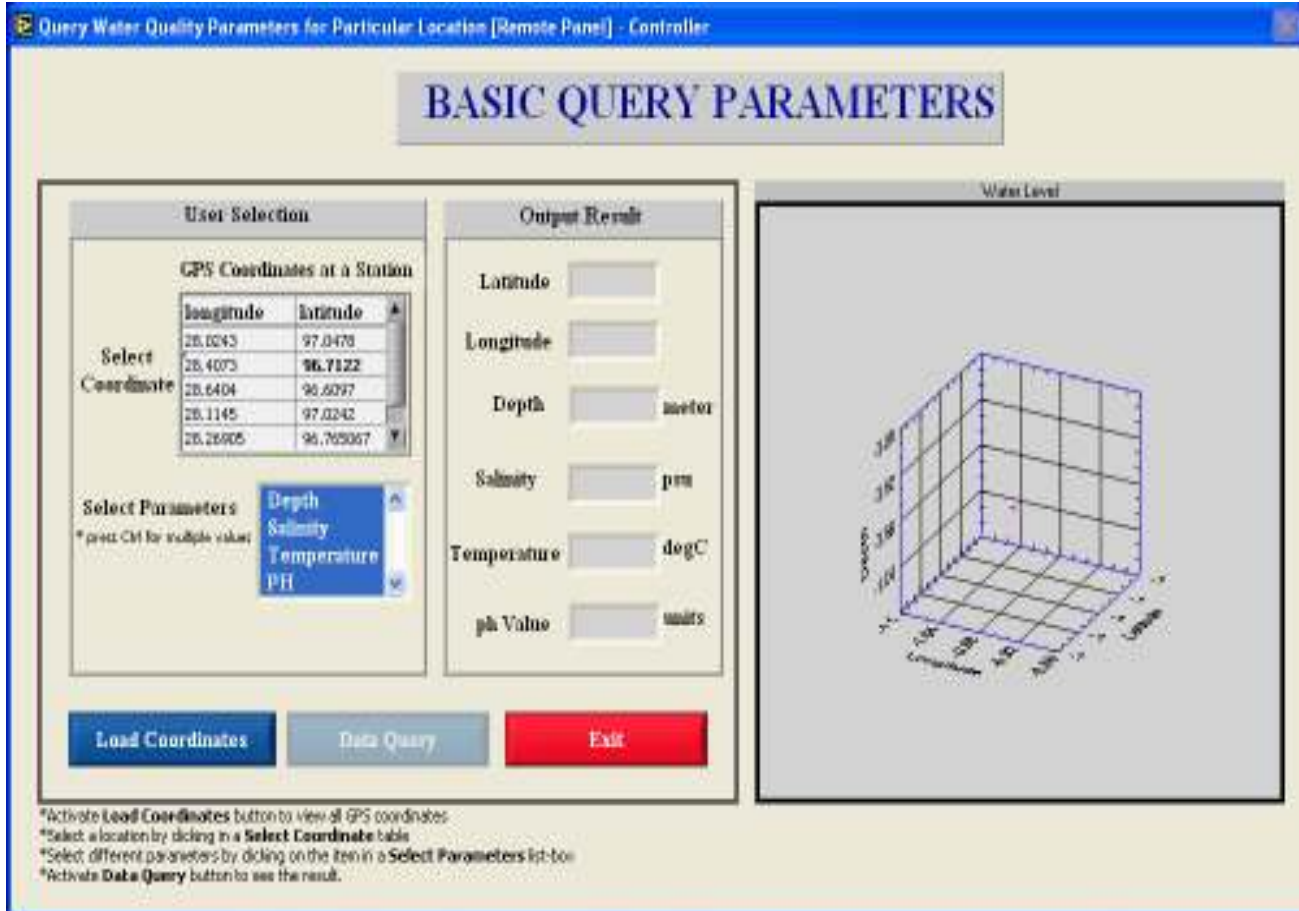 Query Water Quality Parameters for Particular Location [Remote Panel] - Controller
BASIC QUERY PARAMETERS
User Selection
GPS Coordinates at a Station
Select Coordinate
longitude latitude
28.0243 97.0478
28.4073 96.7122
28.6404 96.6097
28.1145 97.0242
28.26905 96.765067
Select Parameters
* press Ctrl for multiple values
Depth
Salinity
Temperature
PH
Output Result
Latitude
Longitude
Depth meter
Salinity psu
Temperature degC
ph Value units
Load Coordinates
Data Query
Exit
Water Level
Depth
Longitude
Latitude
*Activate Load Coordinates button to view all GPS coordinates
*Select a location by clicking in a Select Coordinate table
*Select different parameters by clicking on the item in a Select Parameters list-box
*Activate Data Query button to see the result.